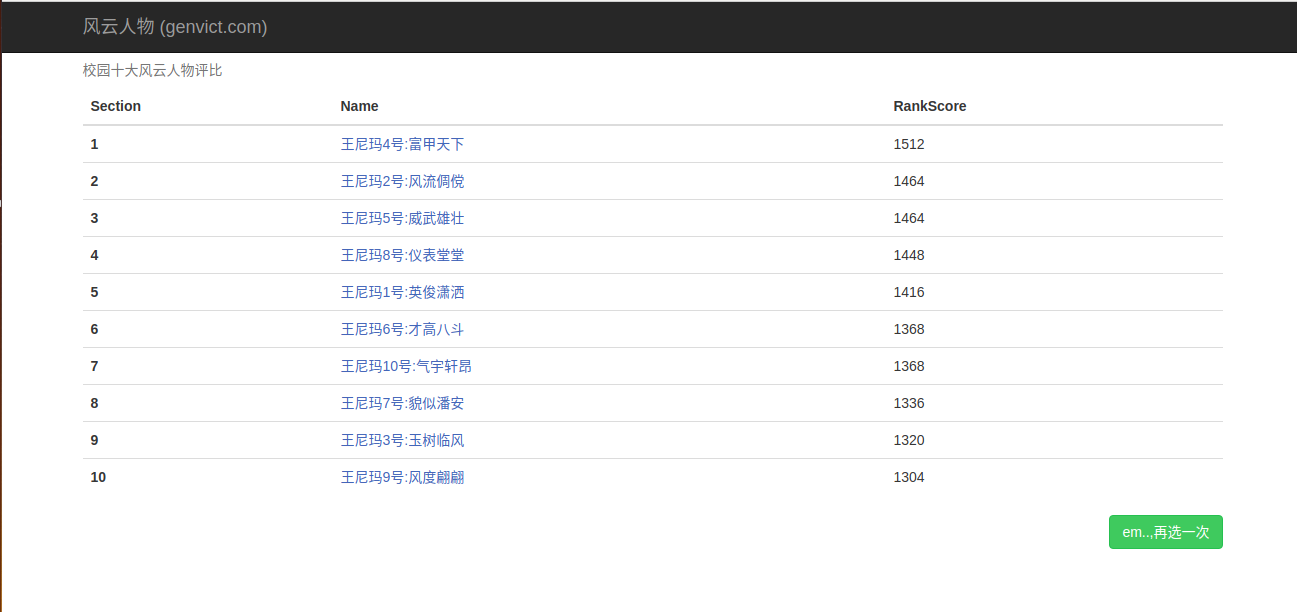 风云人物 (genvict.com)
校园十大风云人物评比
Section Name RankScore
1 王尼玛4号:富甲天下 1512
2 王尼玛2号:风流倜傥 1464
3 王尼玛5号:威武雄壮 1464
4 王尼玛8号:仪表堂堂 1448
5 王尼玛1号:英俊潇洒 1416
6 王尼玛6号:才高八斗 1368
7 王尼玛10号:气宇轩昂 1368
8 王尼玛7号:貌似潘安 1336
9 王尼玛3号:玉树临风 1320
10 王尼玛9号:风度翩翩 1304
em..,再选一次